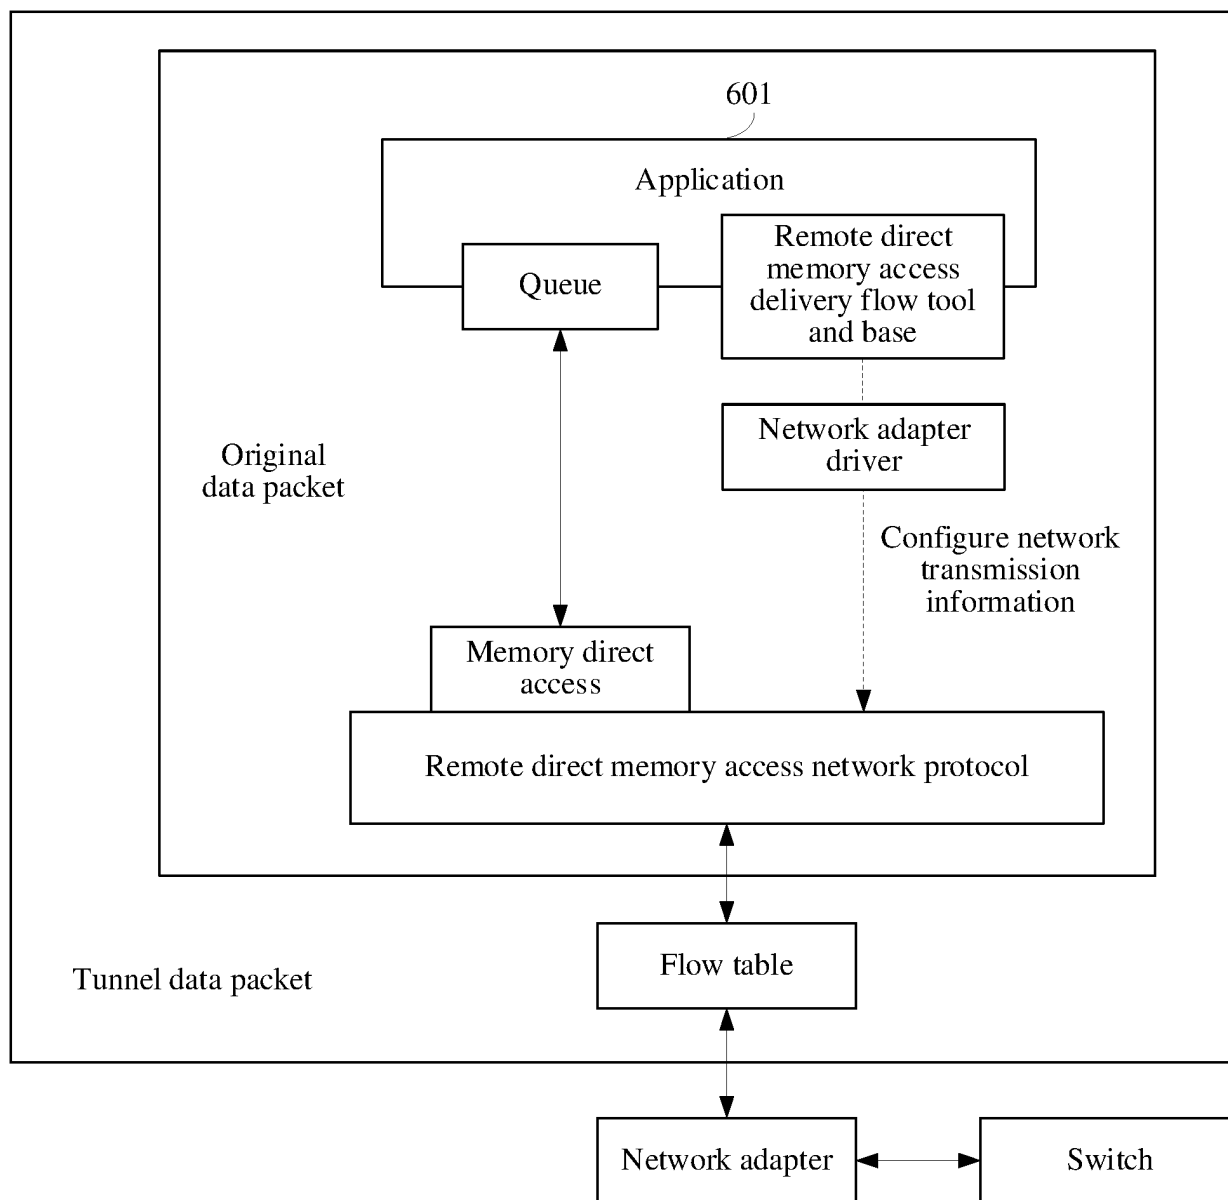 601
Application
Queue
Remote direct
memory access
delivery flow tool
and base
Network adapter
driver
Original
data packet
Configure network
transmission
information
Memory direct
access
Remote direct memory access network protocol
Flow table
Tunnel data packet
Network adapter
Switch